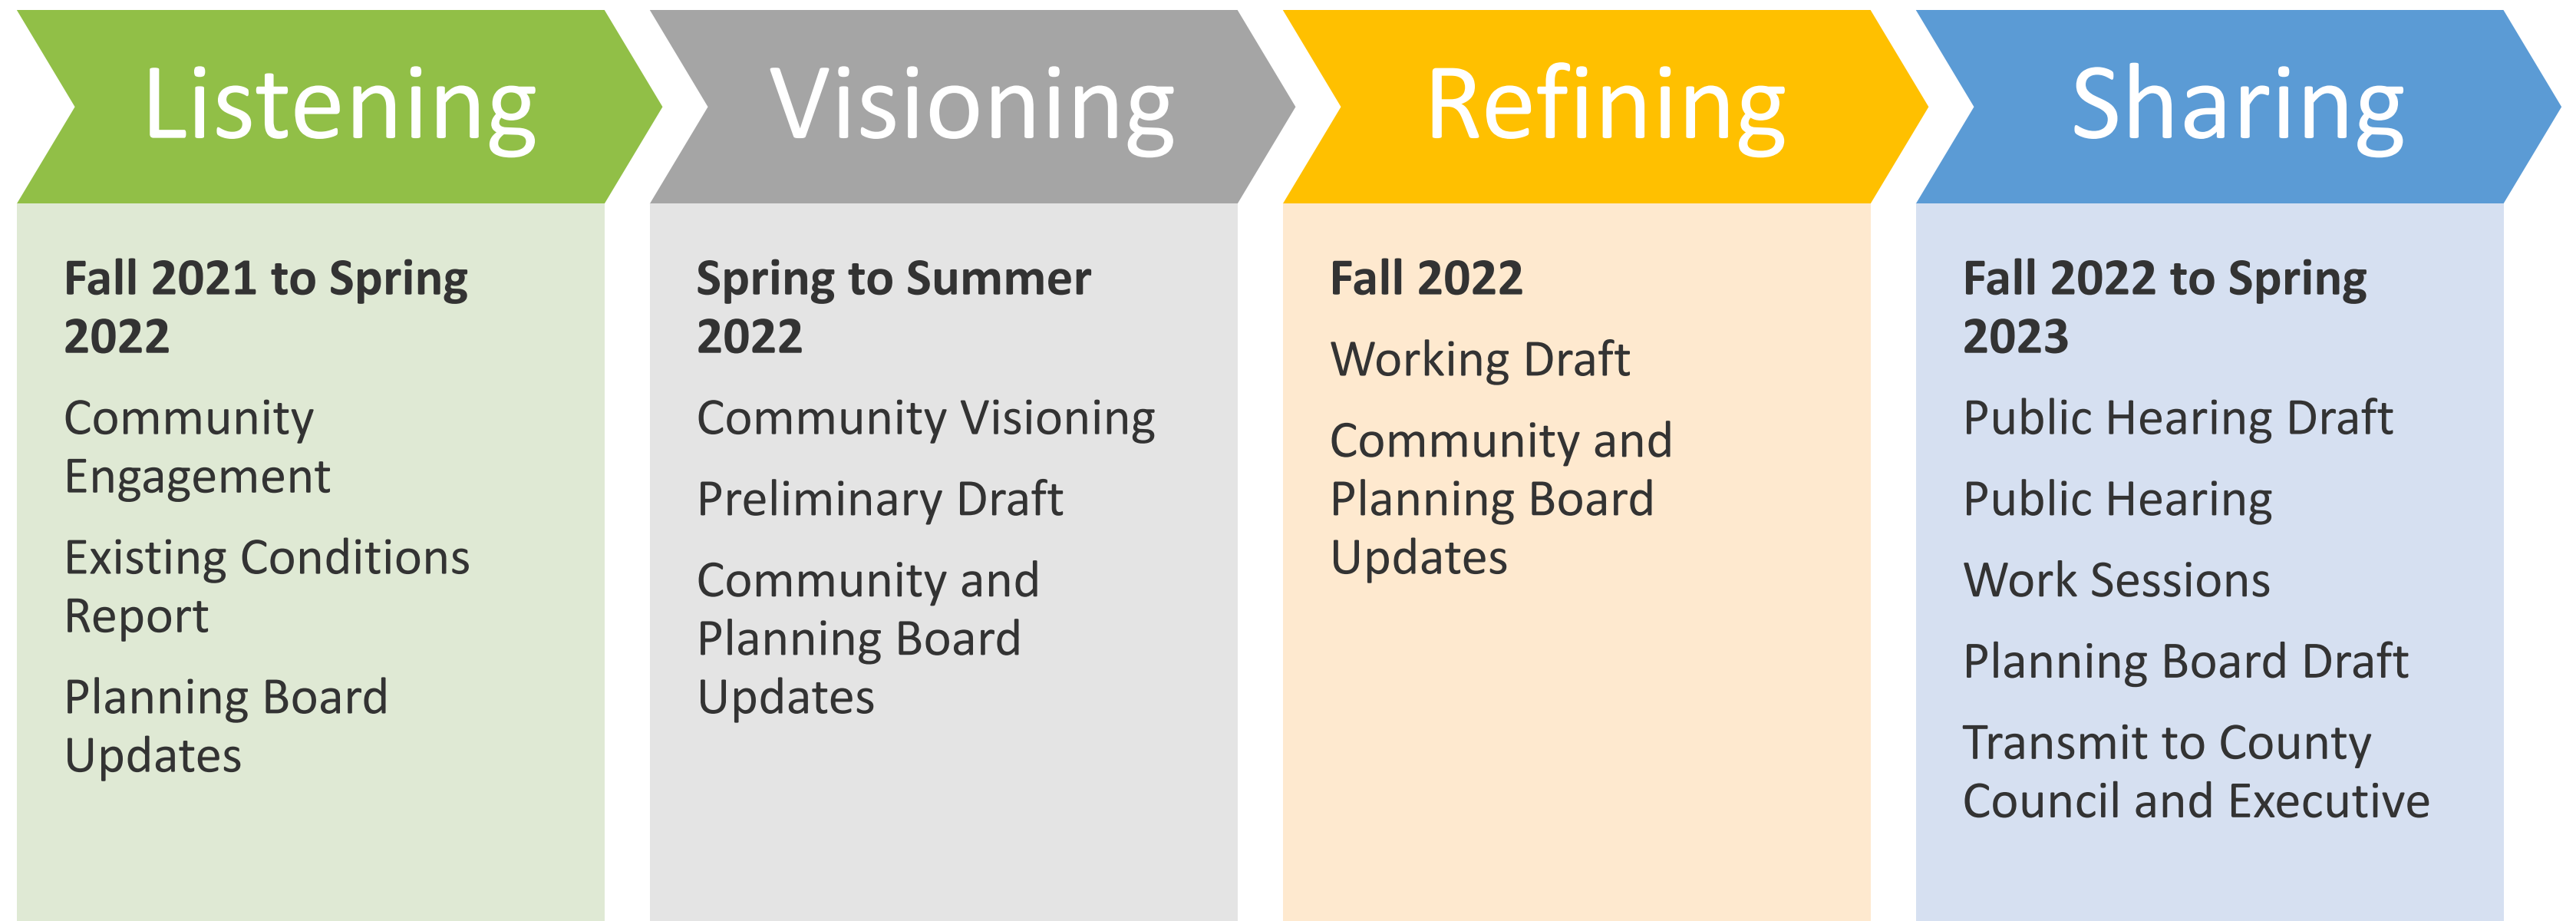 Listening
Fall 2021 to Spring
2022
Community
Engagement
Existing Conditions
Report
Planning Board
Updates
Visioning
Spring to Summer
2022
Community Visioning
Preliminary Draft
Community and
Planning Board
Updates
Refining
Fall 2022
Working Draft
Community and
Planning Board
Updates
Sharing
Fall 2022 to Spring
2023
Public Hearing Draft
Public Hearing
Work Sessions
Planning Board Draft
Transmit to County
Council and Executive